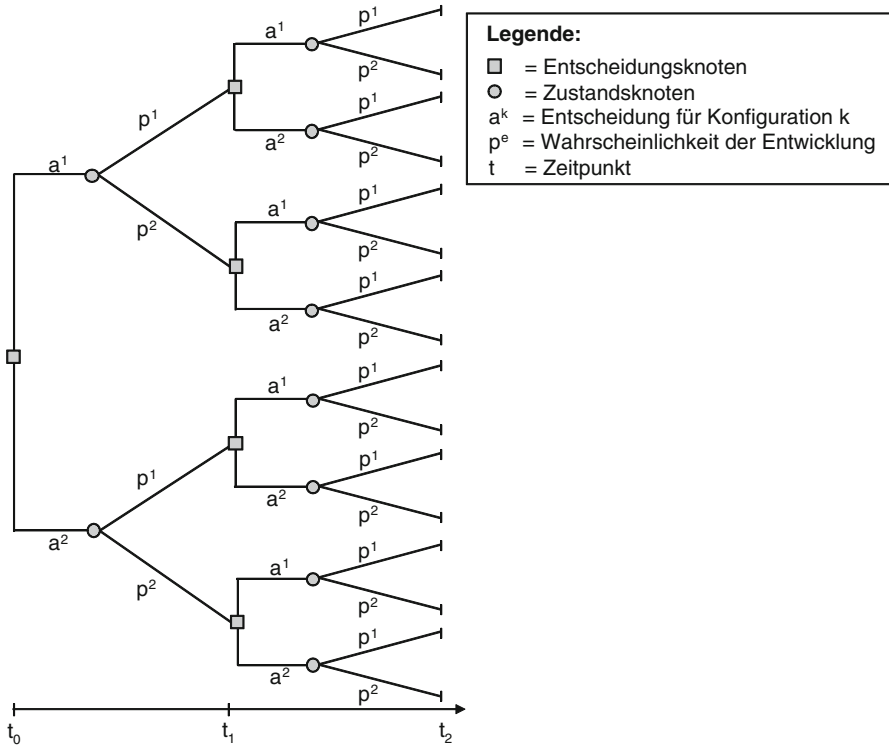 a¹
p¹
p²
a¹
p¹
p²
a²
p¹
p²
a¹
p¹
p²
a²
p¹
p²
a²
p¹
p²
a¹
p¹
p²
a²
p¹
p²
a¹
p¹
p²
a²
p¹
p²
t₀
t₁
t₂
Legende:
= Entscheidungsknoten
= Zustandsknoten
aᵏ = Entscheidung für Konfiguration k
pᵉ = Wahrscheinlichkeit der Entwicklung
t = Zeitpunkt